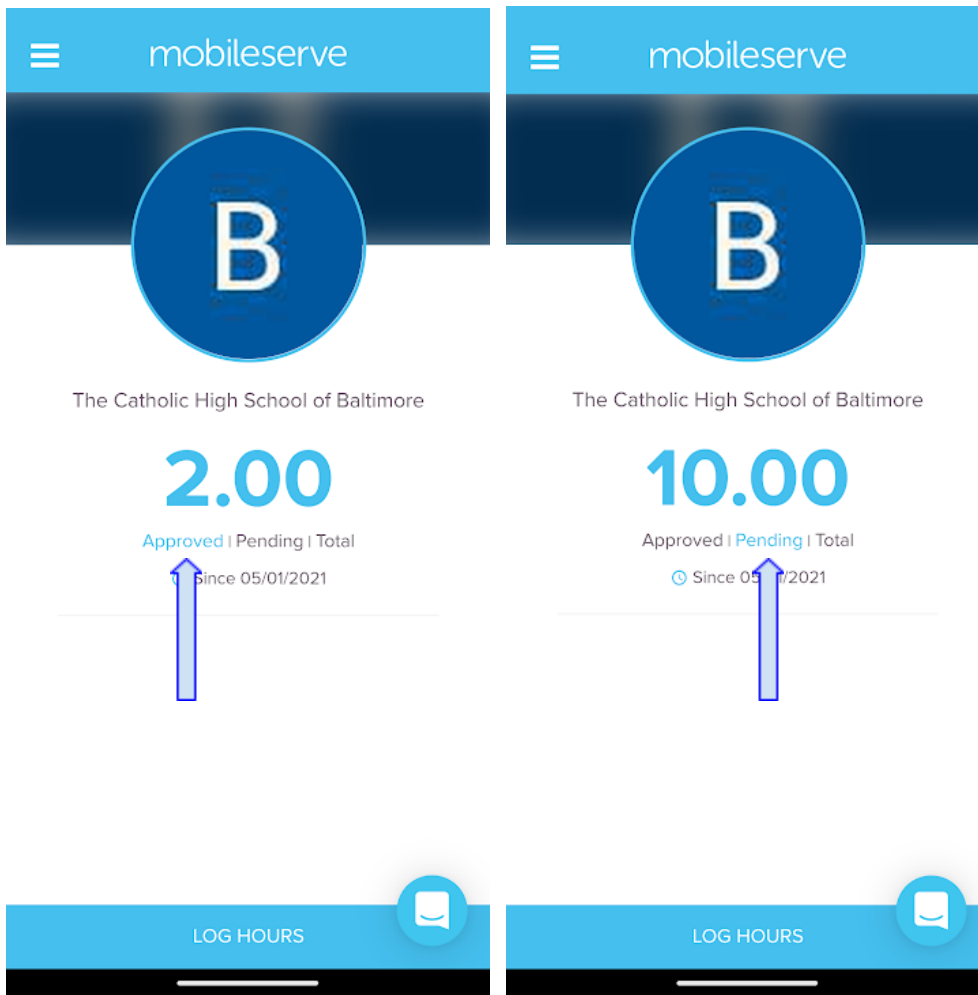 mobileserve
B
The Catholic High School of Baltimore
2.00
Approved | Pending | Total
Since 05/01/2021
LOG HOURS
mobileserve
B
The Catholic High School of Baltimore
10.00
Approved | Pending | Total
Since /2021
LOG HOURS